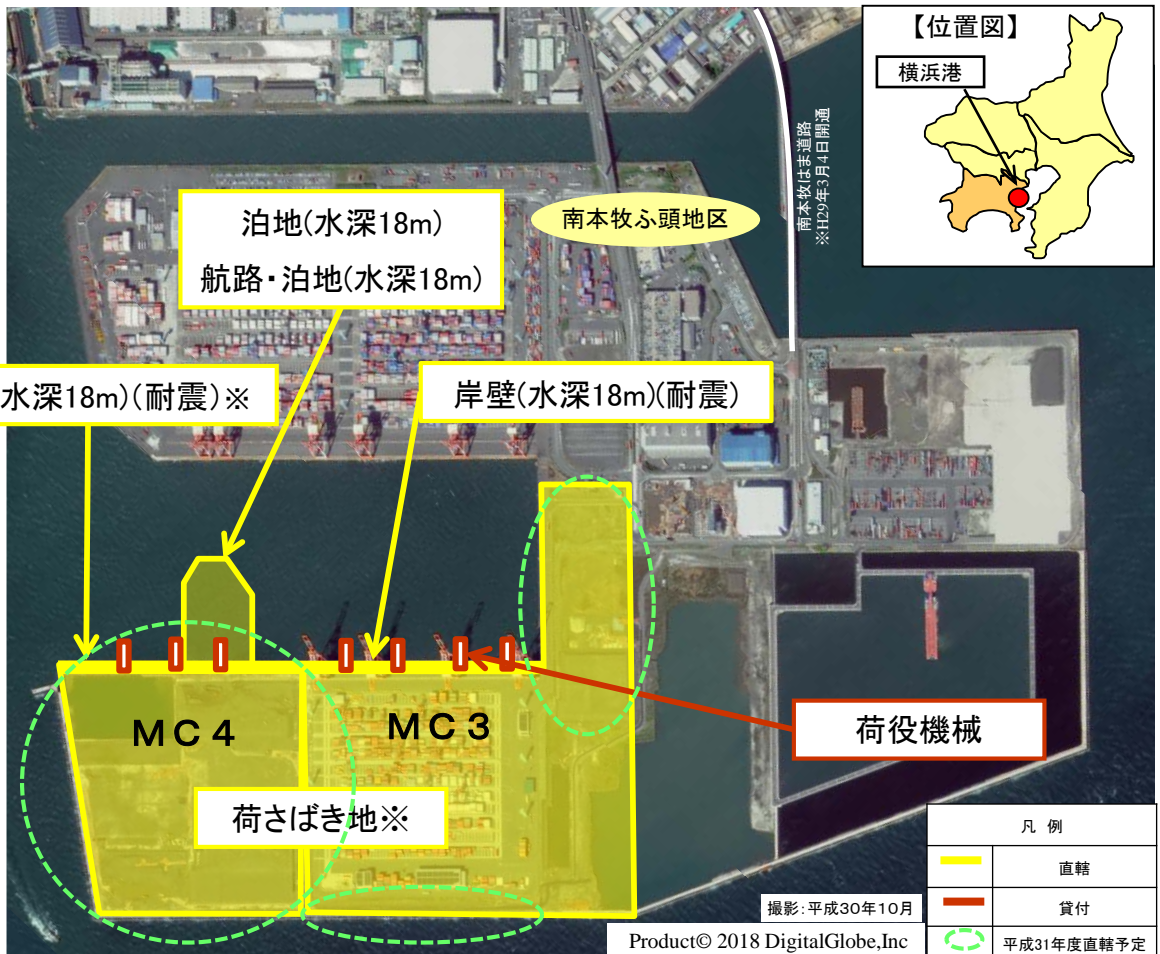 【位置図】
横浜港
南本牧はま道路
※H29年3月4日開通
泊地(水深18m)
航路・泊地(水深18m)
南本牧ふ頭地区
水深18m)(耐震)※
岸壁(水深18m)(耐震)
MC4
MC3
荷役機械
荷さばき地※
凡 例
直轄
貸付
平成31年度直轄予定
撮影:平成30年10月
Product© 2018 DigitalGlobe,Inc